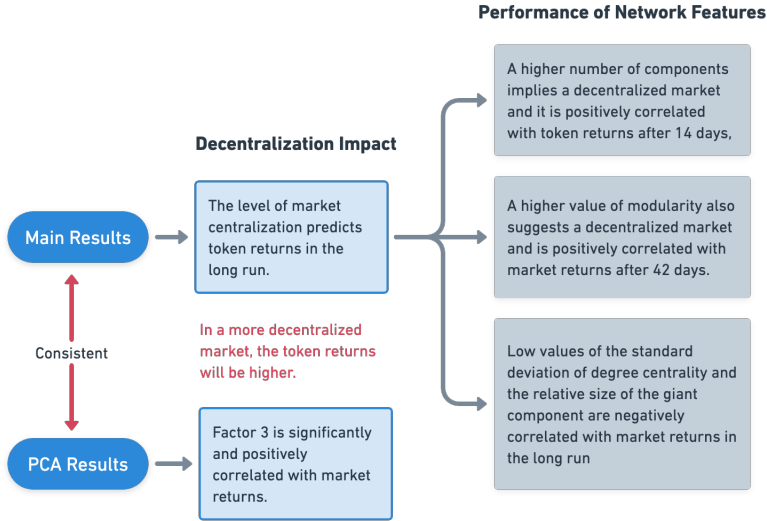 Performance of Network Features
A higher number of components
implies a decentralized market
and it is positively correlated
with token returns after 14 days,
Decentralization Impact
The level of market
centralization predicts
token returns in the
long run.
Main Results
A higher value of modularity also
suggests a decentralized market
and is positively correlated with
market returns after 42 days.
In a more decentralized
market, the token returns
will be higher.
Consistent
Low values of the standard
deviation of degree centrality and
the relative size of the giant
component are negatively
correlated with market returns in
the long run
PCA Results
Factor 3 is significantly
and positively
correlated with market
returns.